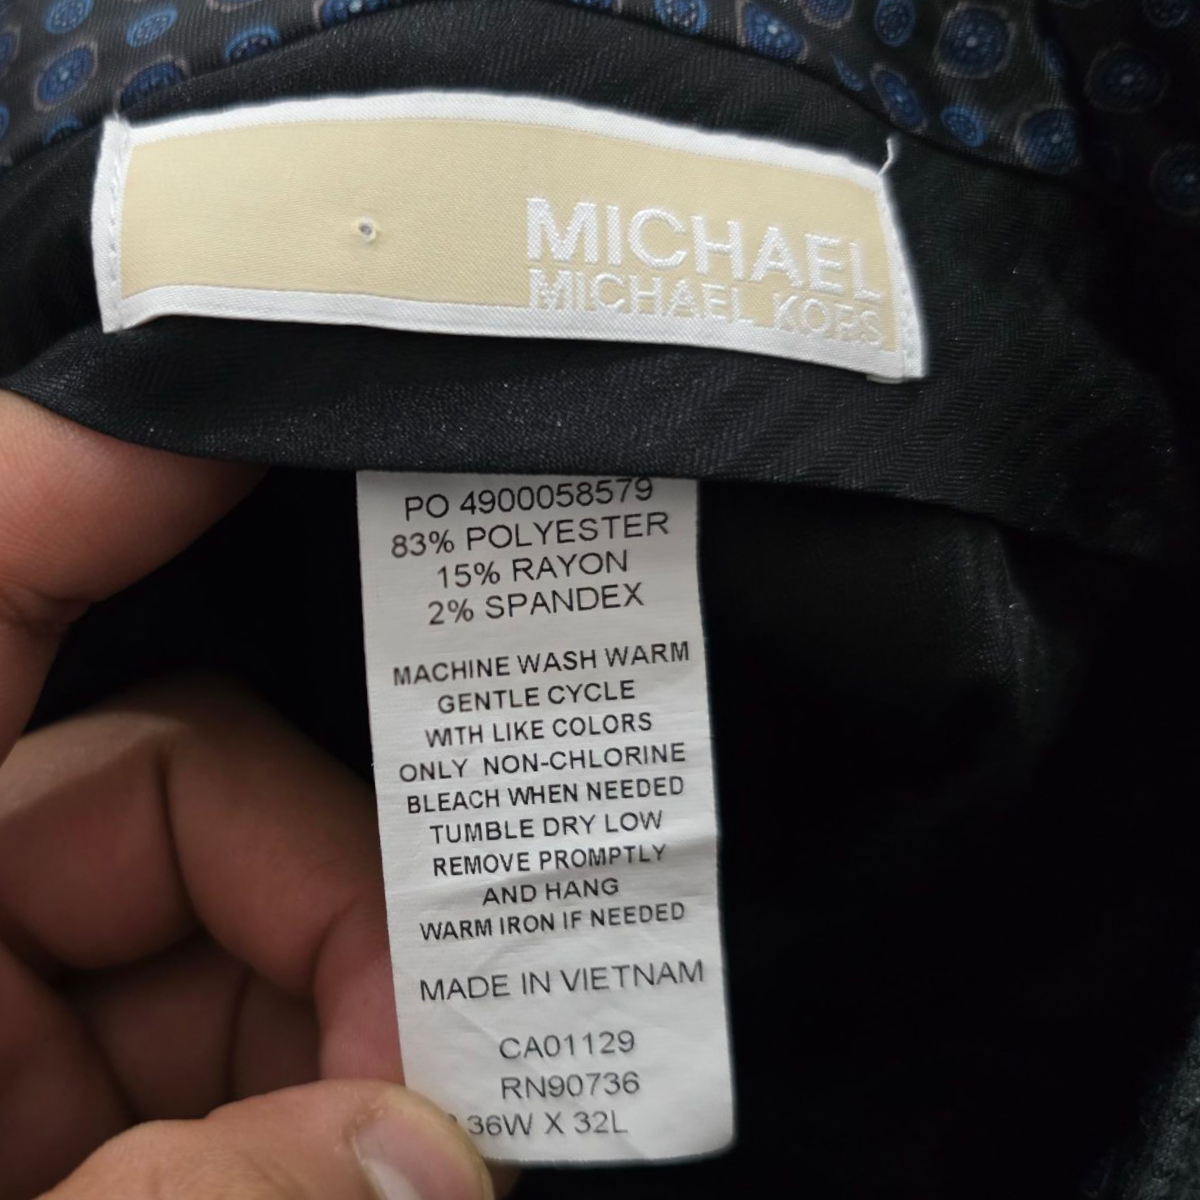 MICHAEL
MICHAEL KORS
PO 4900058579
83% POLYESTER
15% RAYON
2% SPANDEX
MACHINE WASH WARM
GENTLE CYCLE
WITH LIKE COLORS
ONLY NON-CHLORINE
BLEACH WHEN NEEDED
TUMBLE DRY LOW
REMOVE PROMPTLY
AND HANG
WARM IRON IF NEEDED
MADE IN VIETNAM
CA01129
RN90736
36W X 32L